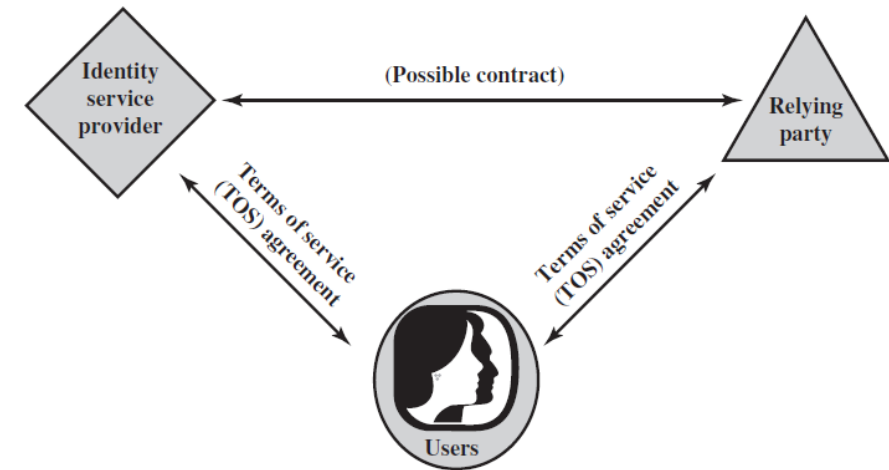 Identity
service
provider
(Possible contract)
Relying
party
Terms of service
(TOS) agreement
Terms of service
(TOS) agreement
Users